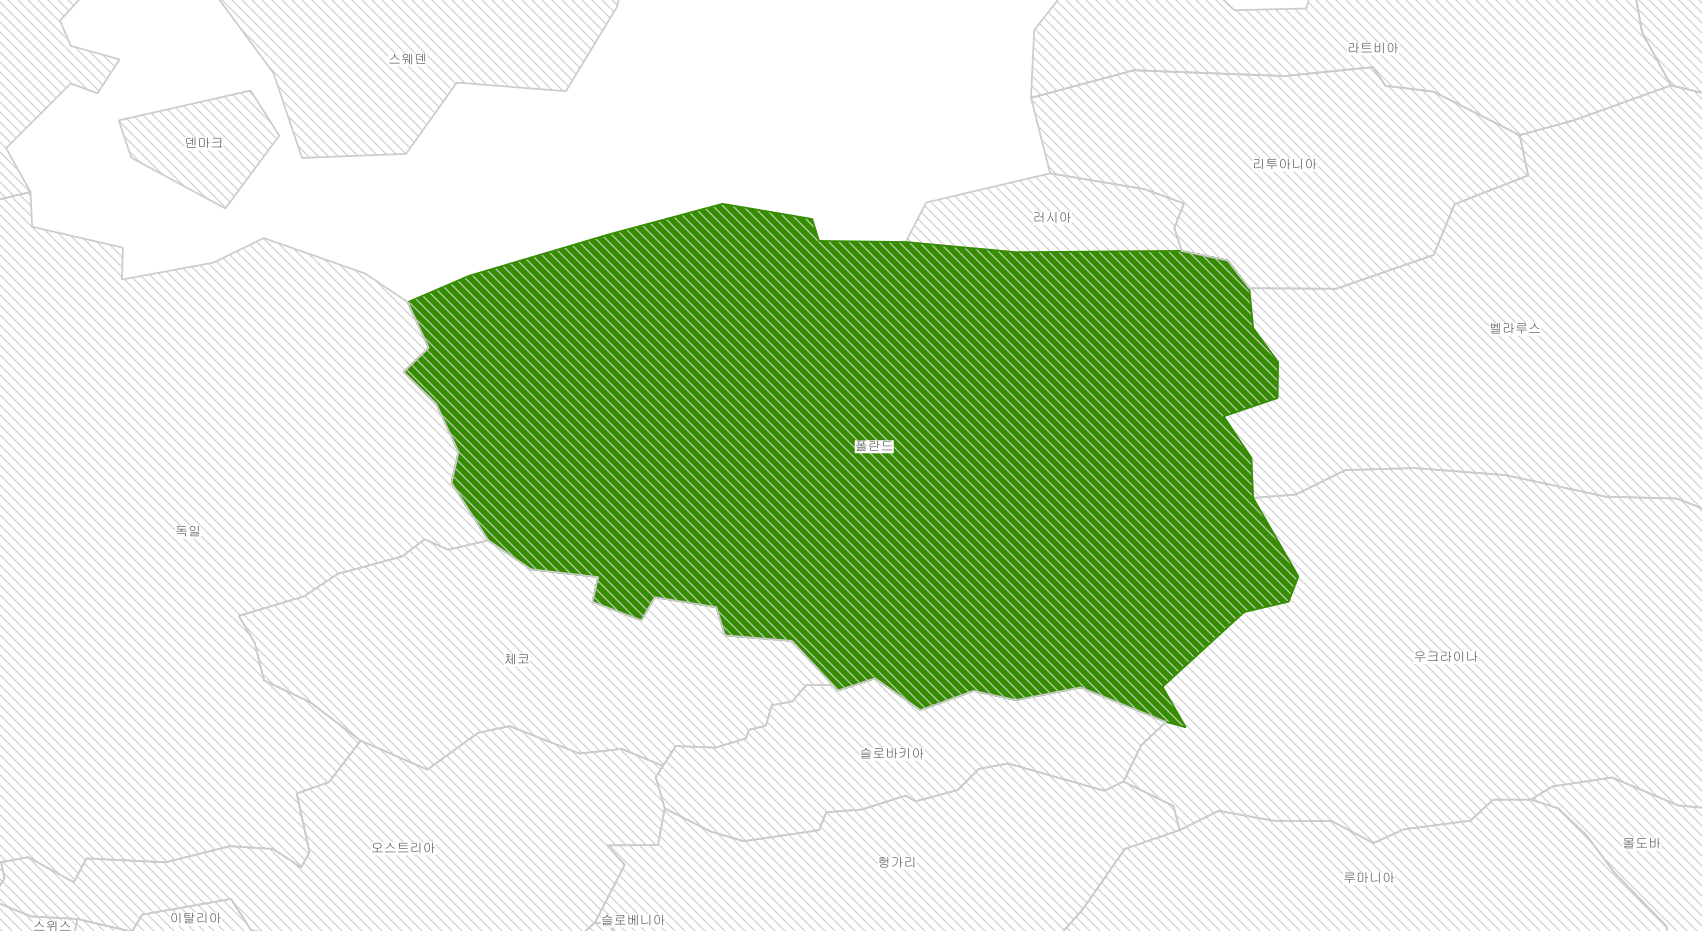 라트비아
스웨덴
덴마크
리투아니아
러시아
벨라루스
폴란드
독일
우크라이나
체코
슬로바키아
몰도바
오스트리아
헝가리
루마니아
이탈리아
슬로베니아
스위스